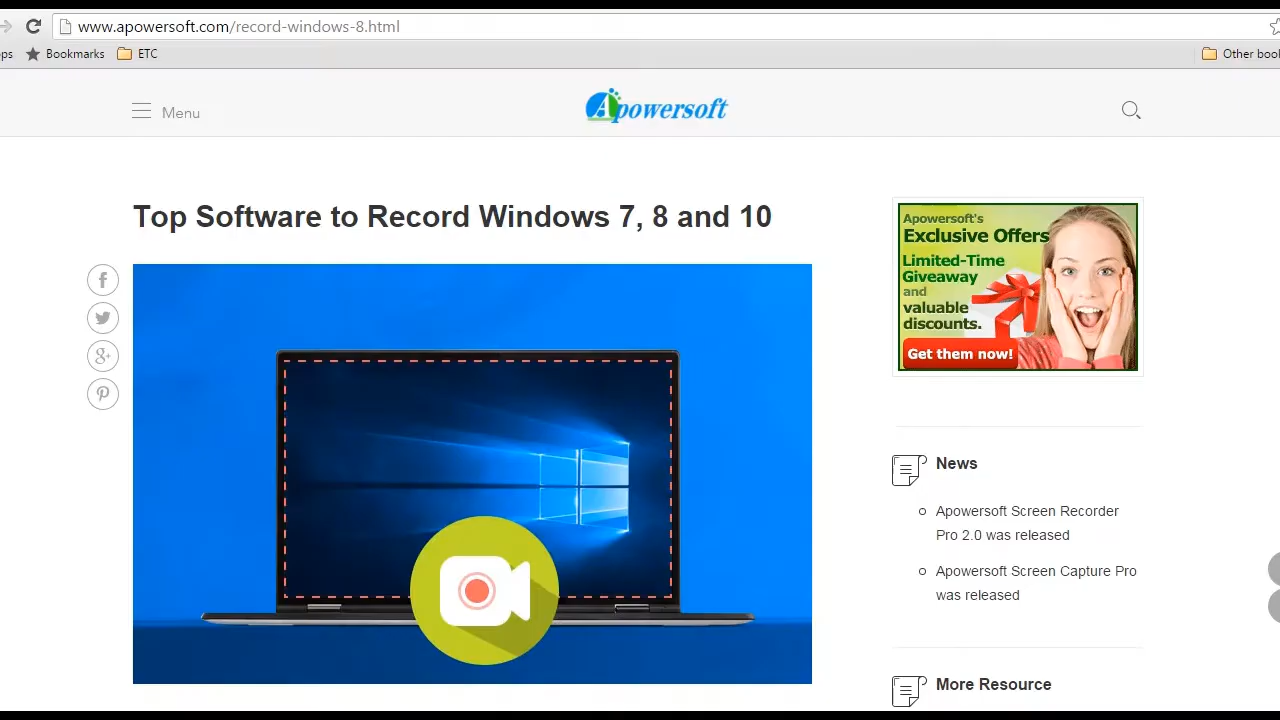 www.apowersoft.com/record-windows-8.html
ps Bookmarks ETC Other book
Menu
Apowersoft
Top Software to Record Windows 7, 8 and 10
Apowersoft's
Exclusive Offers
Limited-Time
Giveaway
and
valuable
discounts.
Get them now!
News
Apowersoft Screen Recorder
Pro 2.0 was released
Apowersoft Screen Capture Pro
was released
More Resource